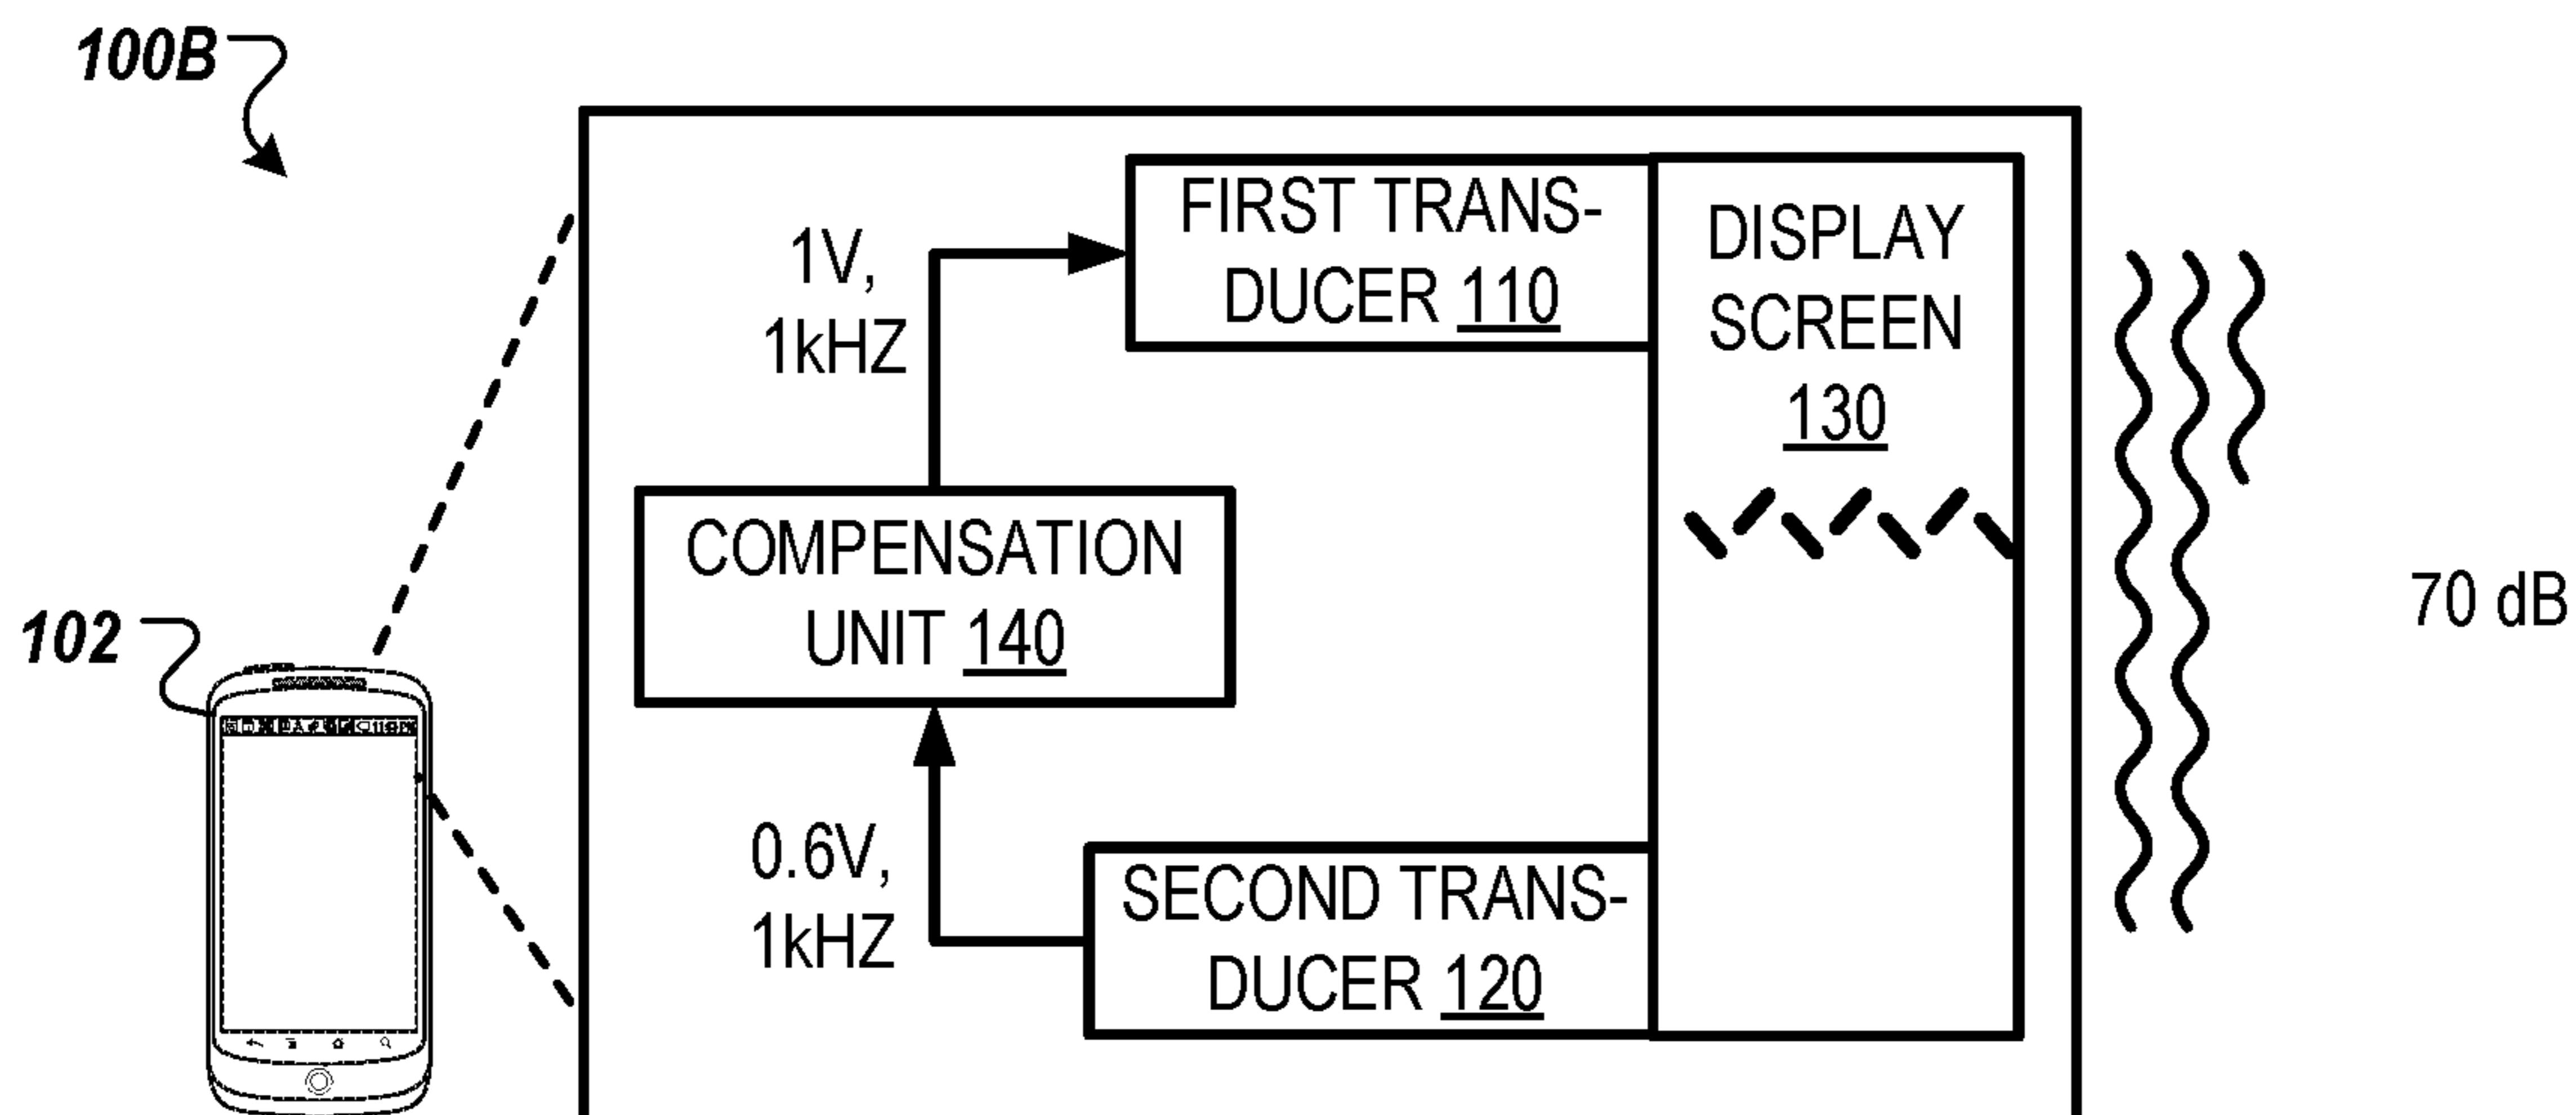 100B
FIRST TRANS-
DUCER 110
DISPLAY
SCREEN
130
1V,
1kHZ
COMPENSATION
UNIT 140
70 dB
102
0.6V,
1kHZ
SECOND TRANS-
DUCER 120